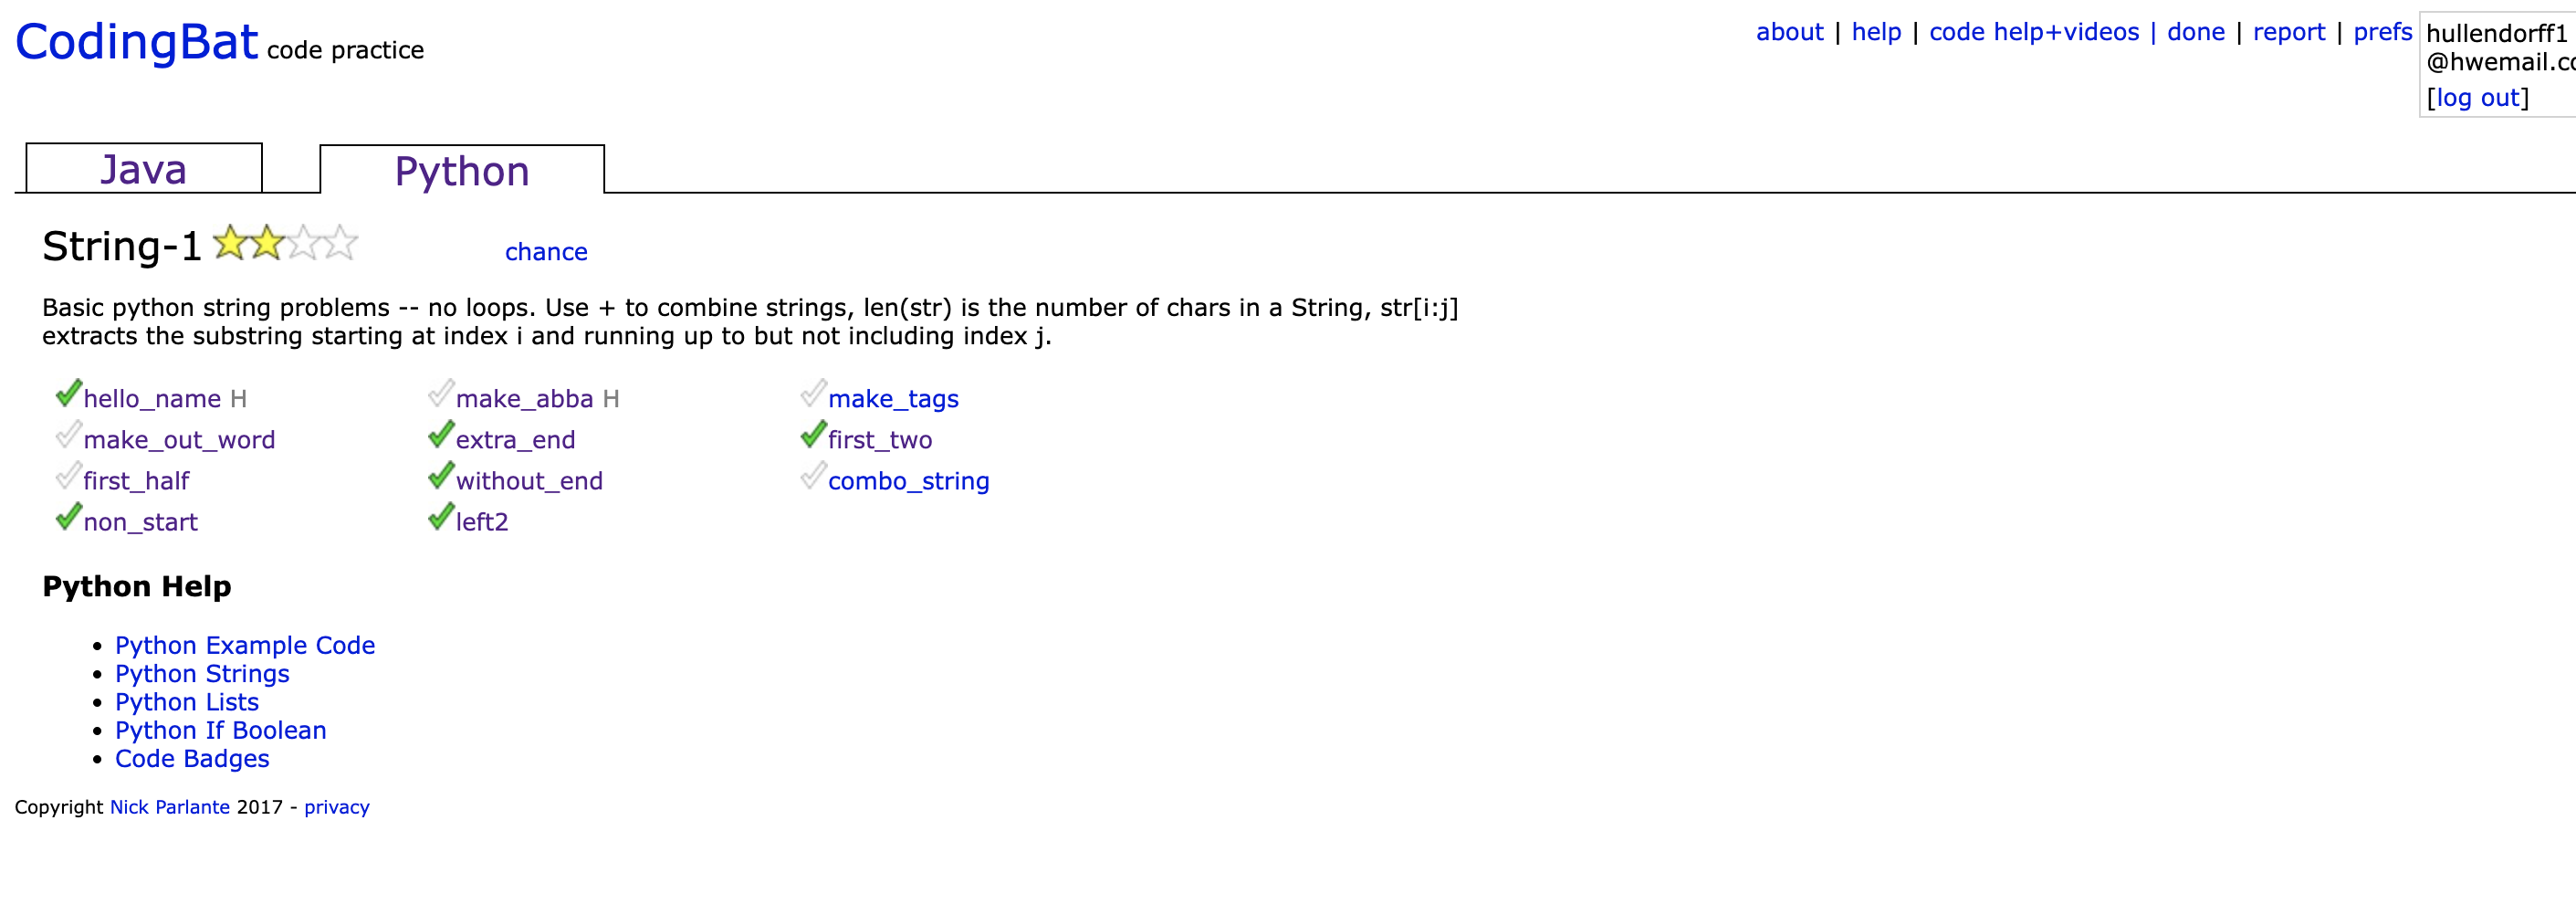 CodingBat code practice
about | help | code help+videos | done | report | prefs
hullendorff1
@hwemail.cc
[log out]
Java
Python
String-1
chance
Basic python string problems -- no loops. Use + to combine strings, len(str) is the number of chars in a String, str[i:j]
extracts the substring starting at index i and running up to but not including index j.
hello_name H
make_abba H
make_tags
make_out_word
extra_end
first_two
first_half
without_end
combo_string
non_start
left2
Python Help
• Python Example Code
• Python Strings
• Python Lists
• Python If Boolean
• Code Badges
Copyright Nick Parlante 2017 - privacy